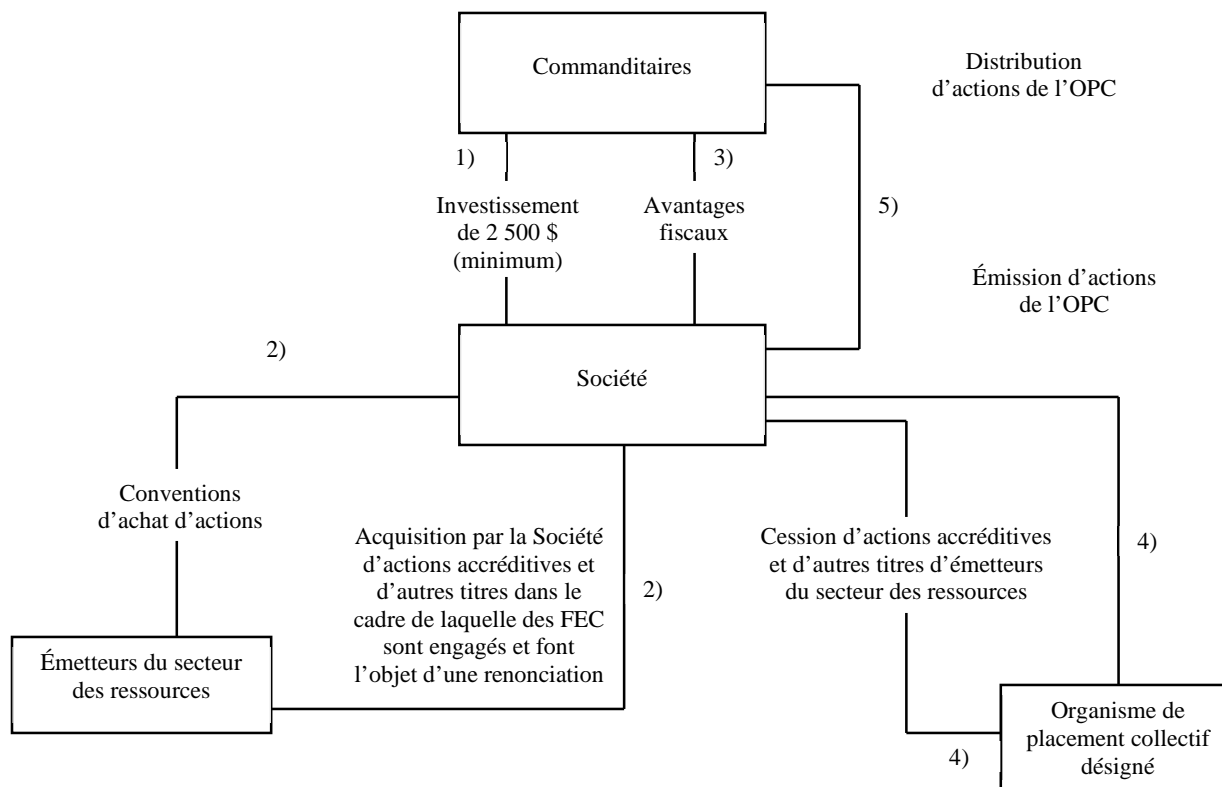 Commanditaires
Distribution
d'actions de l'OPC
1)
3)
Investissement
de 2 500 $
(minimum)
Avantages
fiscaux
5)
Émission d'actions
de l'OPC
2)
Société
Conventions
d'achat d'actions
Acquisition par la Société
d'actions accréditives et
d'autres titres dans le
cadre de laquelle des FEC
sont engagés et font
l'objet d'une renonciation
2)
Cession d'actions accréditives
et d'autres titres d'émetteurs
du secteur des ressources
4)
Émetteurs du secteur
des ressources
4)
Organisme de
placement collectif
désigné